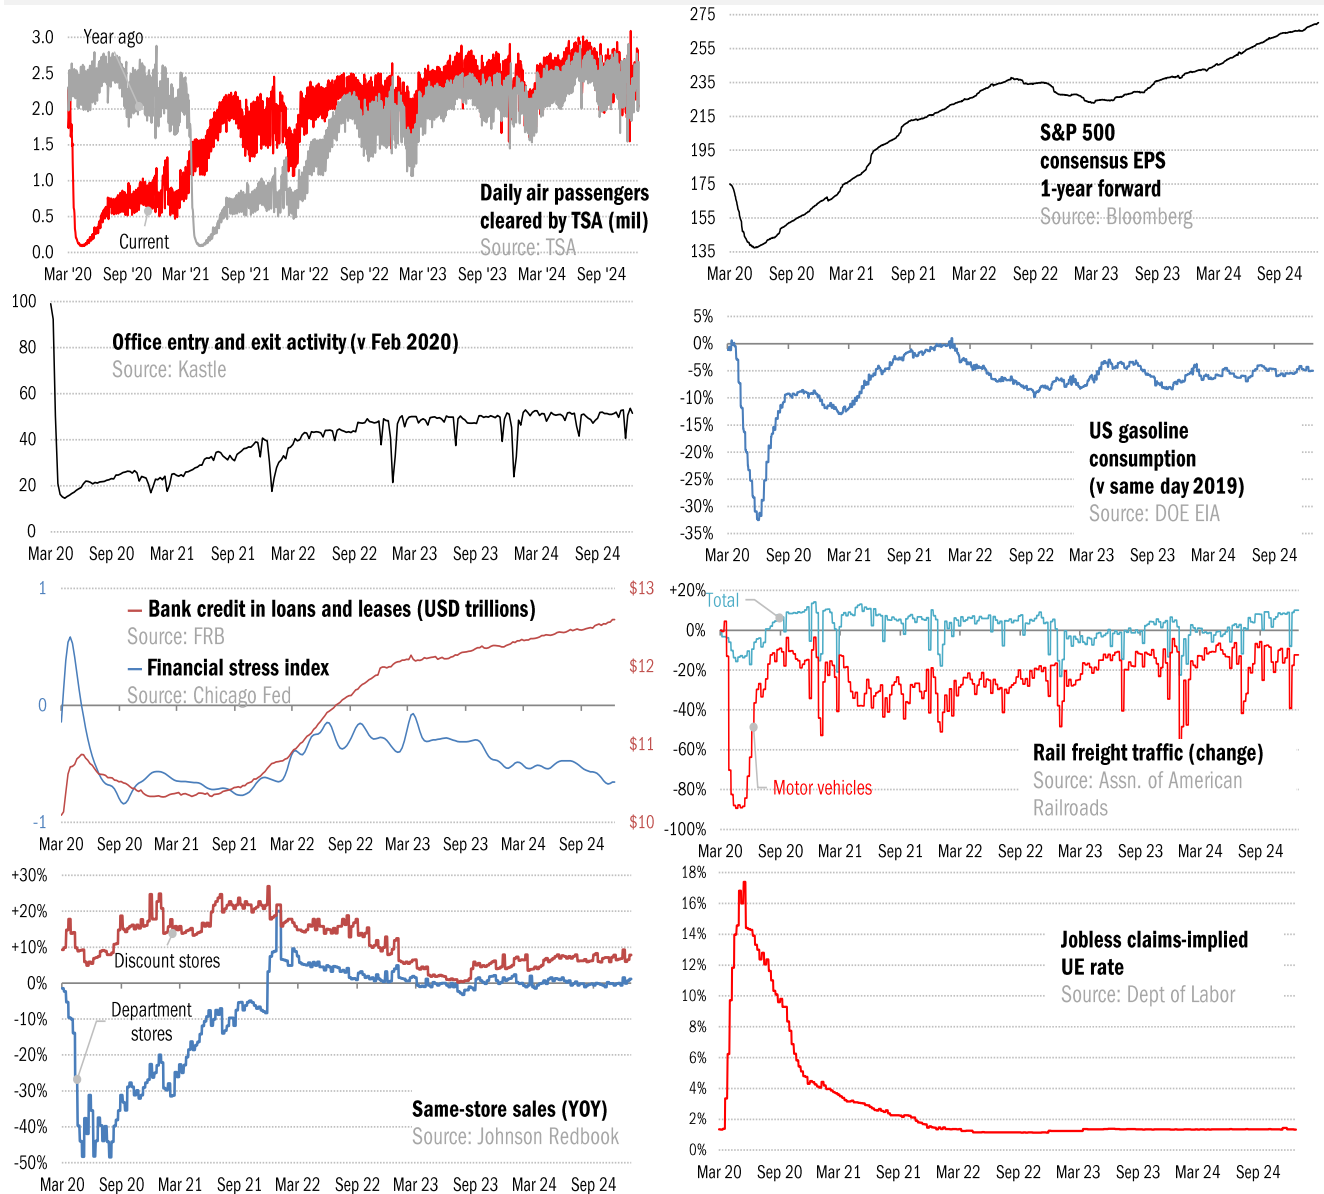 3.0
2.5
2.0
1.5
1.0
0.5
0.0
Year ago
Current
Daily air passengers
cleared by TSA (mil)
Source: TSA
Mar '20 Sep '20 Mar '21 Sep '21 Mar '22 Sep '22 Mar '23 Sep '23 Mar '24 Sep '24
275
255
235
215
195
175
155
135
S&P 500
consensus EPS
1-year forward
Source: Bloomberg
Mar 20 Sep 20 Mar 21 Sep 21 Mar 22 Sep 22 Mar 23 Sep 23 Mar 24 Sep 24
100
80
60
40
20
0
Office entry and exit activity (v Feb 2020)
Source: Kastle
Mar 20 Sep 20 Mar 21 Sep 21 Mar 22 Sep 22 Mar 23 Sep 23 Mar 24 Sep 24
5%
0%
-5%
-10%
-15%
-20%
-25%
-30%
-35%
US gasoline
consumption
(v same day 2019)
Source: DOE EIA
Mar 20 Sep 20 Mar 21 Sep 21 Mar 22 Sep 22 Mar 23 Sep 23 Mar 24 Sep 24
1
0
-1
Bank credit in loans and leases (USD trillions)
Source: FRB
Financial stress index
Source: Chicago Fed
$13
$12
$11
$10
Mar 20 Sep 20 Mar 21 Sep 21 Mar 22 Sep 22 Mar 23 Sep 23 Mar 24 Sep 24
+20%
0%
-20%
-40%
-60%
-80%
-100%
Total
Motor vehicles
Rail freight traffic (change)
Source: Assn. of American
Railroads
Mar 20 Sep 20 Mar 21 Sep 21 Mar 22 Sep 22 Mar 23 Sep 23 Mar 24 Sep 24
+30%
+20%
+10%
0%
-10%
-20%
-30%
-40%
-50%
Discount stores
Department
stores
Same-store sales (YOY)
Source: Johnson Redbook
Mar 20 Sep 20 Mar 21 Sep 21 Mar 22 Sep 22 Mar 23 Sep 23 Mar 24 Sep 24
18%
16%
14%
12%
10%
8%
6%
4%
2%
0%
Jobless claims-implied
UE rate
Source: Dept of Labor
Mar 20 Sep 20 Mar 21 Sep 21 Mar 22 Sep 22 Mar 23 Sep 23 Mar 24 Sep 24